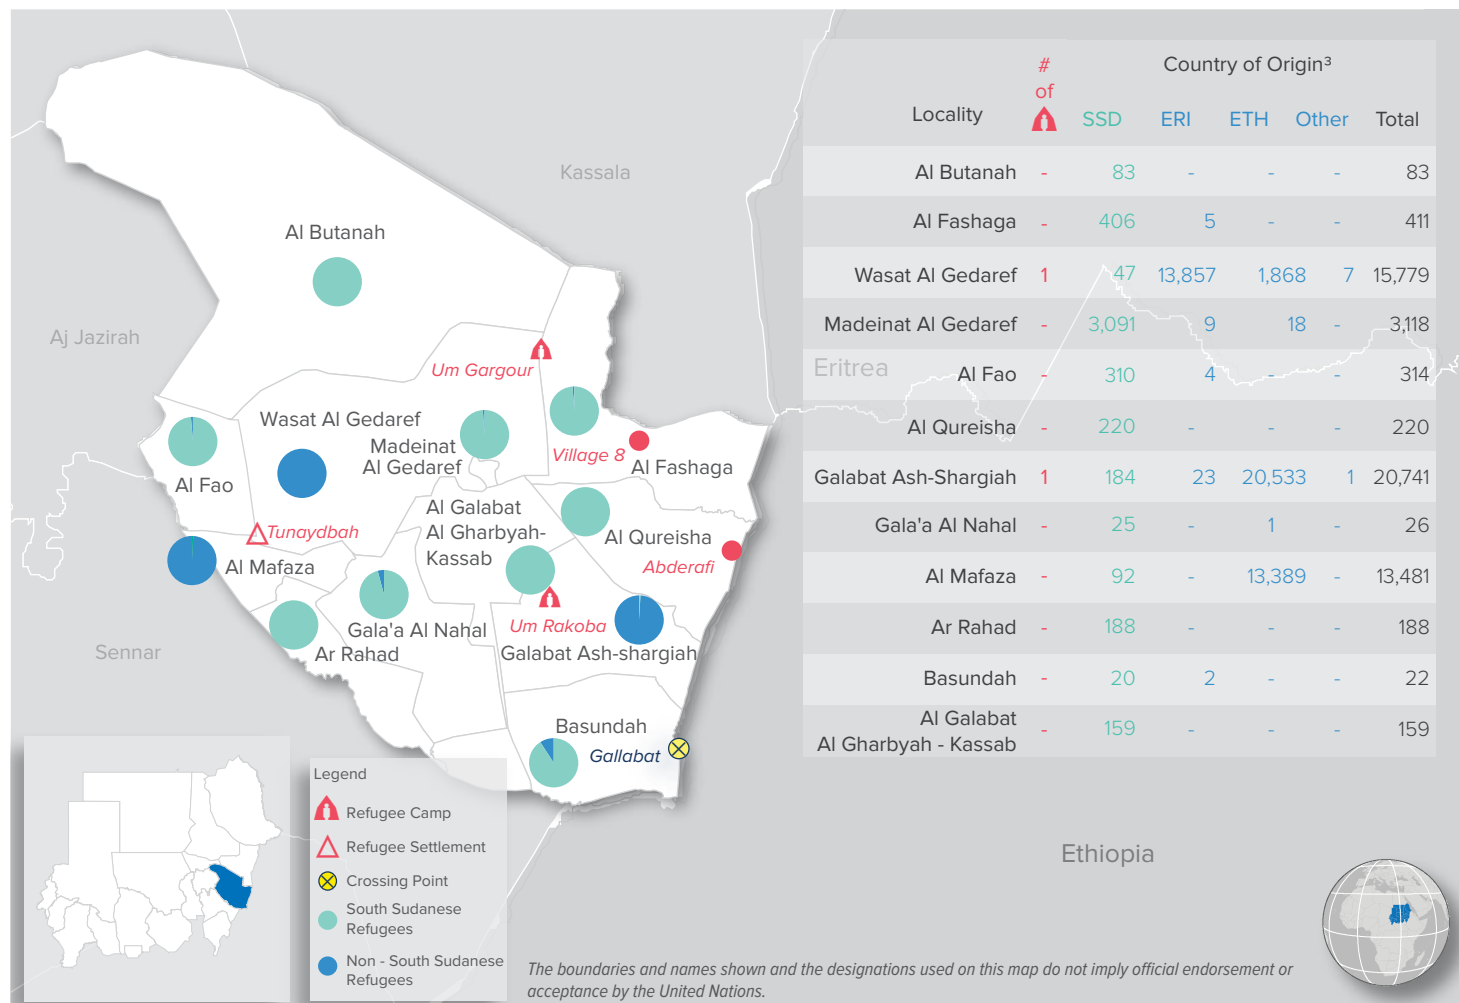 Kassala
Al Butanah
Aj Jazirah
Um Gargour
Wasat Al Gedaref
Madeinat
Al Gedaref
Village 8
Al Fashaga
Al Fao
Al Galabat
Al Gharbyah-
Kassab
Al Qureisha
Tunaydbah
Al Mafaza
Abderafi
Um Rakoba
Gala'a Al Nahal
Ar Rahad
Galabat Ash-shargiah
Sennar
Basundah
Gallabat
Eritrea
Ethiopia
# of Country of Origin³
Locality SSD ERI ETH Other Total
Al Butanah - 83 - - - 83
Al Fashaga - 406 5 - - 411
Wasat Al Gedaref 1 47 13,857 1,868 7 15,779
Madeinat Al Gedaref - 3,091 9 18 - 3,118
Al Fao - 310 4 - - 314
Al Qureisha - 220 - - - 220
Galabat Ash-Shargiah 1 184 23 20,533 1 20,741
Gala'a Al Nahal - 25 - 1 - 26
Al Mafaza - 92 - 13,389 - 13,481
Ar Rahad - 188 - - - 188
Basundah - 20 2 - - 22
Al Galabat
Al Gharbyah - Kassab - 159 - - - 159
Legend
Refugee Camp
Refugee Settlement
Crossing Point
South Sudanese
Refugees
Non - South Sudanese
Refugees
The boundaries and names shown and the designations used on this map do not imply official endorsement or
acceptance by the United Nations.